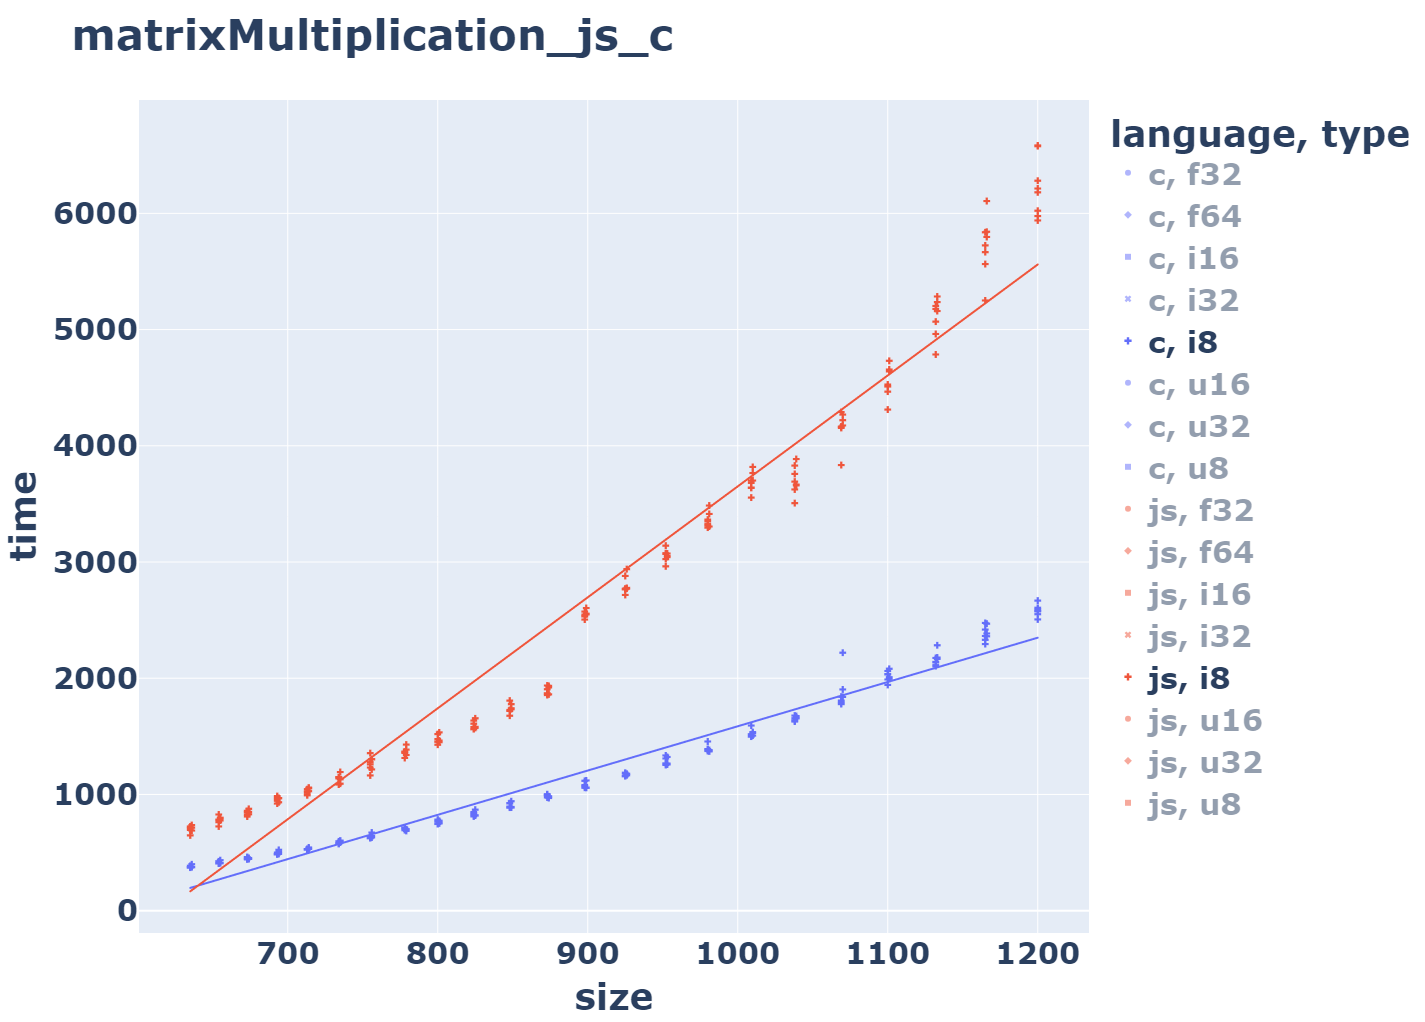 matrixMultiplication_js_c
time
6000
5000
4000
3000
2000
1000
0
700 800 900 1000 1100 1200
size
language, type
c, f32
c, f64
c, i16
c, i32
c, i8
c, u16
c, u32
c, u8
js, f32
js, f64
js, i16
js, i32
js, i8
js, u16
js, u32
js, u8